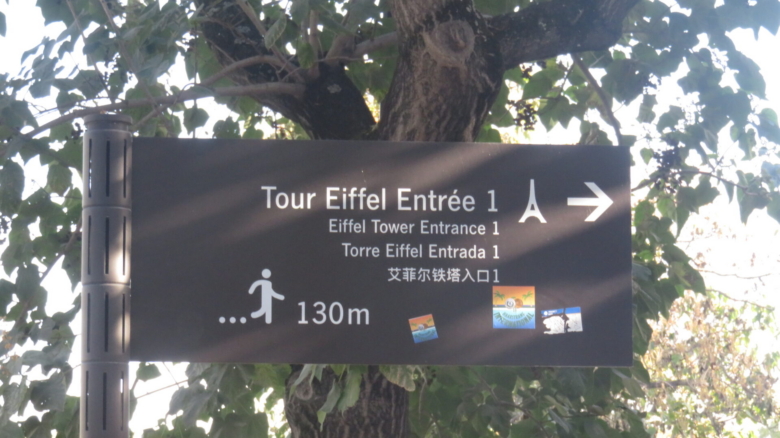 Tour Eiffel Entrée 1
Eiffel Tower Entrance 1
Torre Eiffel Entrada 1
艾菲尔铁塔入口1
130m